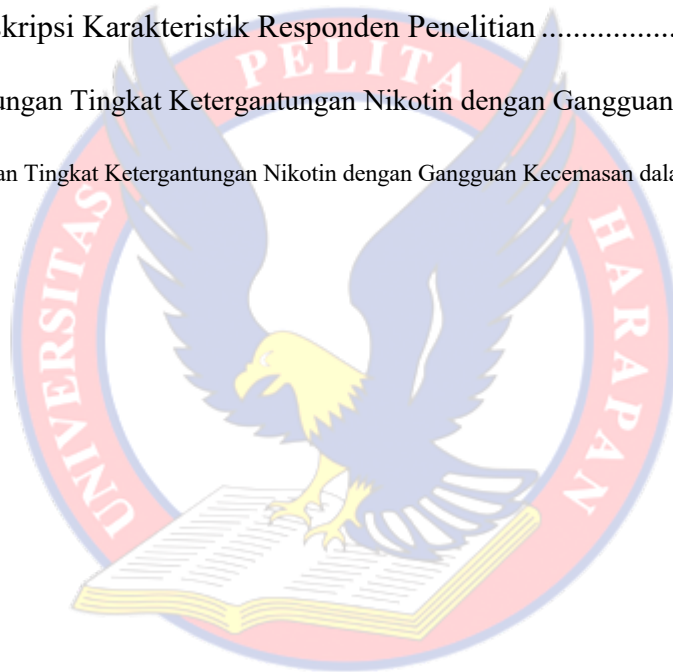 kripsi Karakteristik Responden Penelitian .................
ungan Tingkat Ketergantungan Nikotin dengan Gangguan
an Tingkat Ketergantungan Nikotin dengan Gangguan Kecemasan dala
UNIVERSITAS PELITA HARAPAN